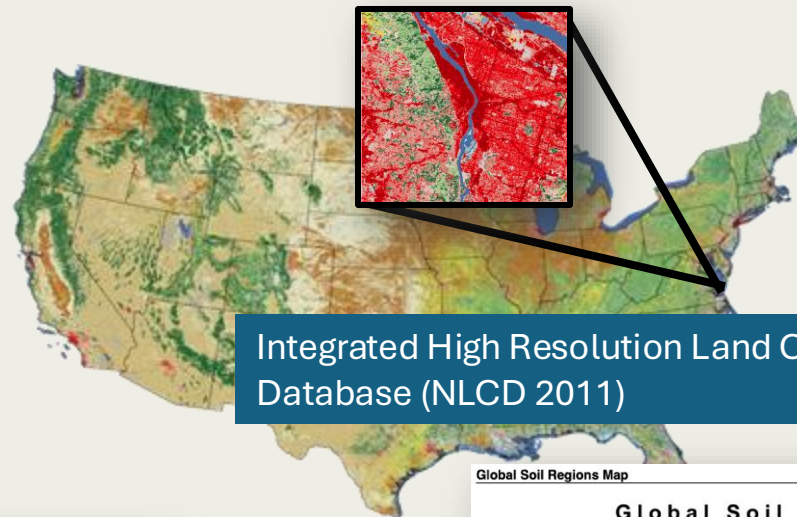 Integrated High Resolution Land
Database (NLCD 2011)
Global Soil Regions Map
Global Soil